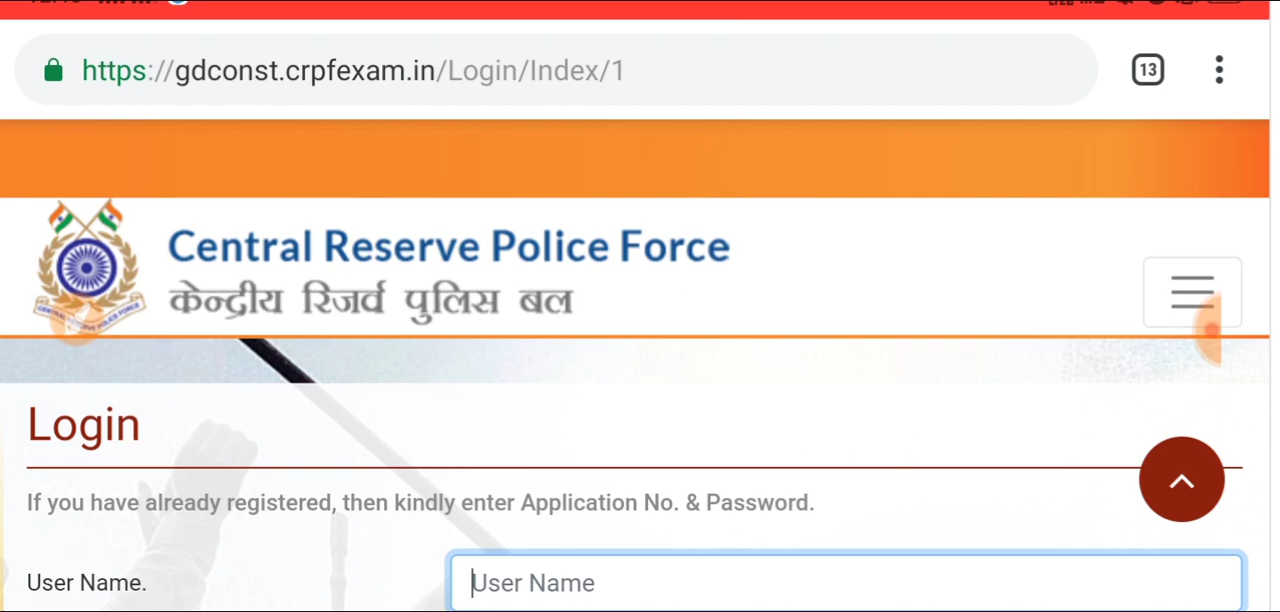 https://gdconst.crpfexam.in/Login/Index/1
13
Central Reserve Police Force
केन्द्रीय रिजर्व पुलिस बल
Login
If you have already registered, then kindly enter Application No. & Password.
User Name.
User Name